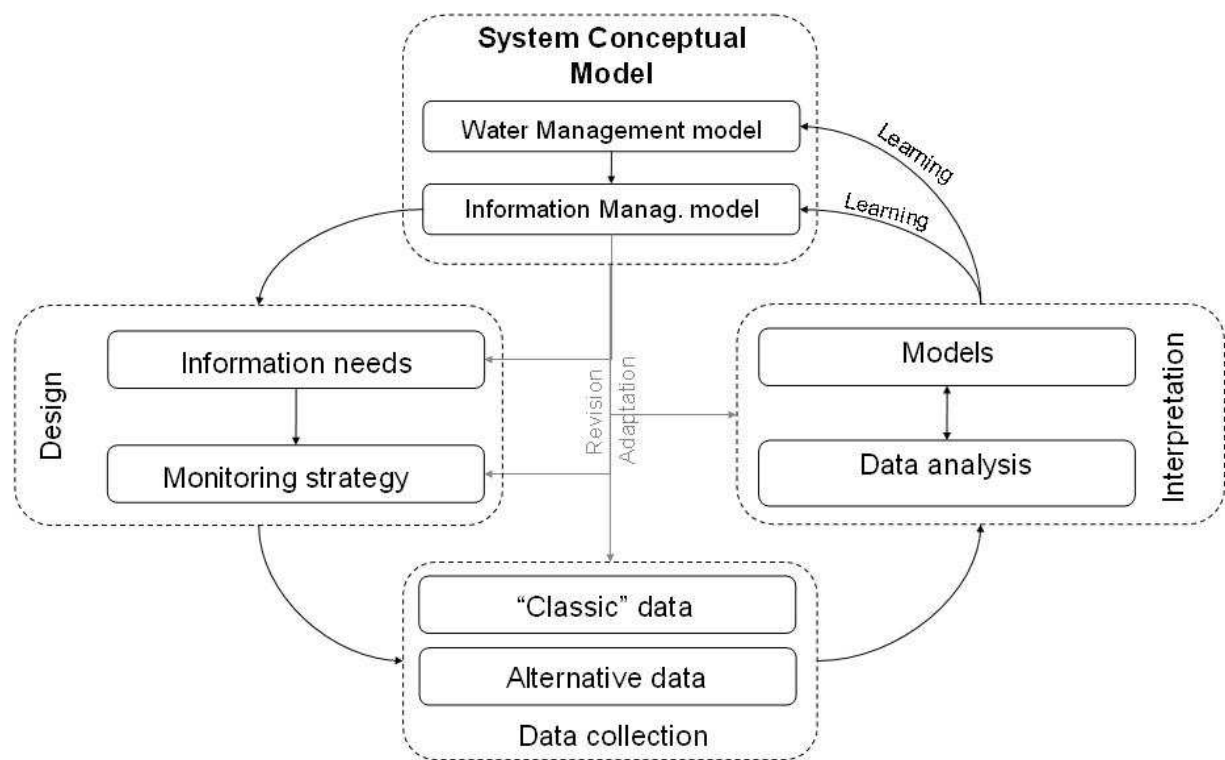 System Conceptual
Model
Water Management model
Information Manag. model
Learning
Learning
Design
Information needs
Monitoring strategy
Revision
Adaptation
Models
Data analysis
Interpretation
“Classic” data
Alternative data
Data collection